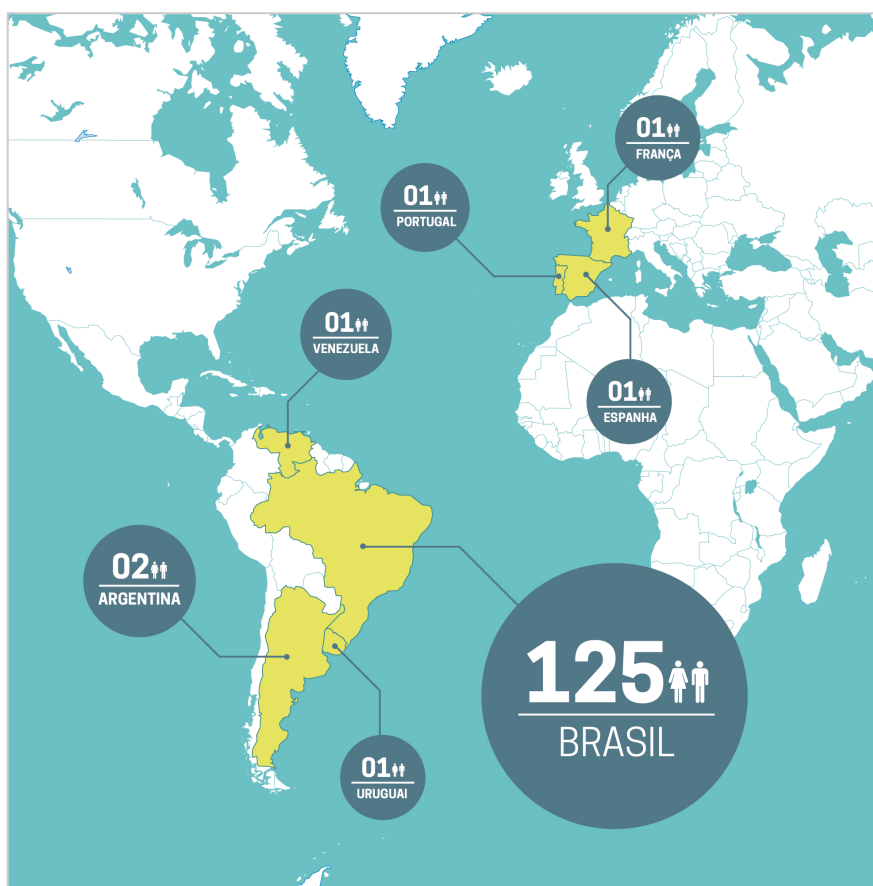 01
FRANÇA
01
PORTUGAL
01
VENEZUELA
01
ESPANHA
02
ARGENTINA
125
BRASIL
01
URUGUAI